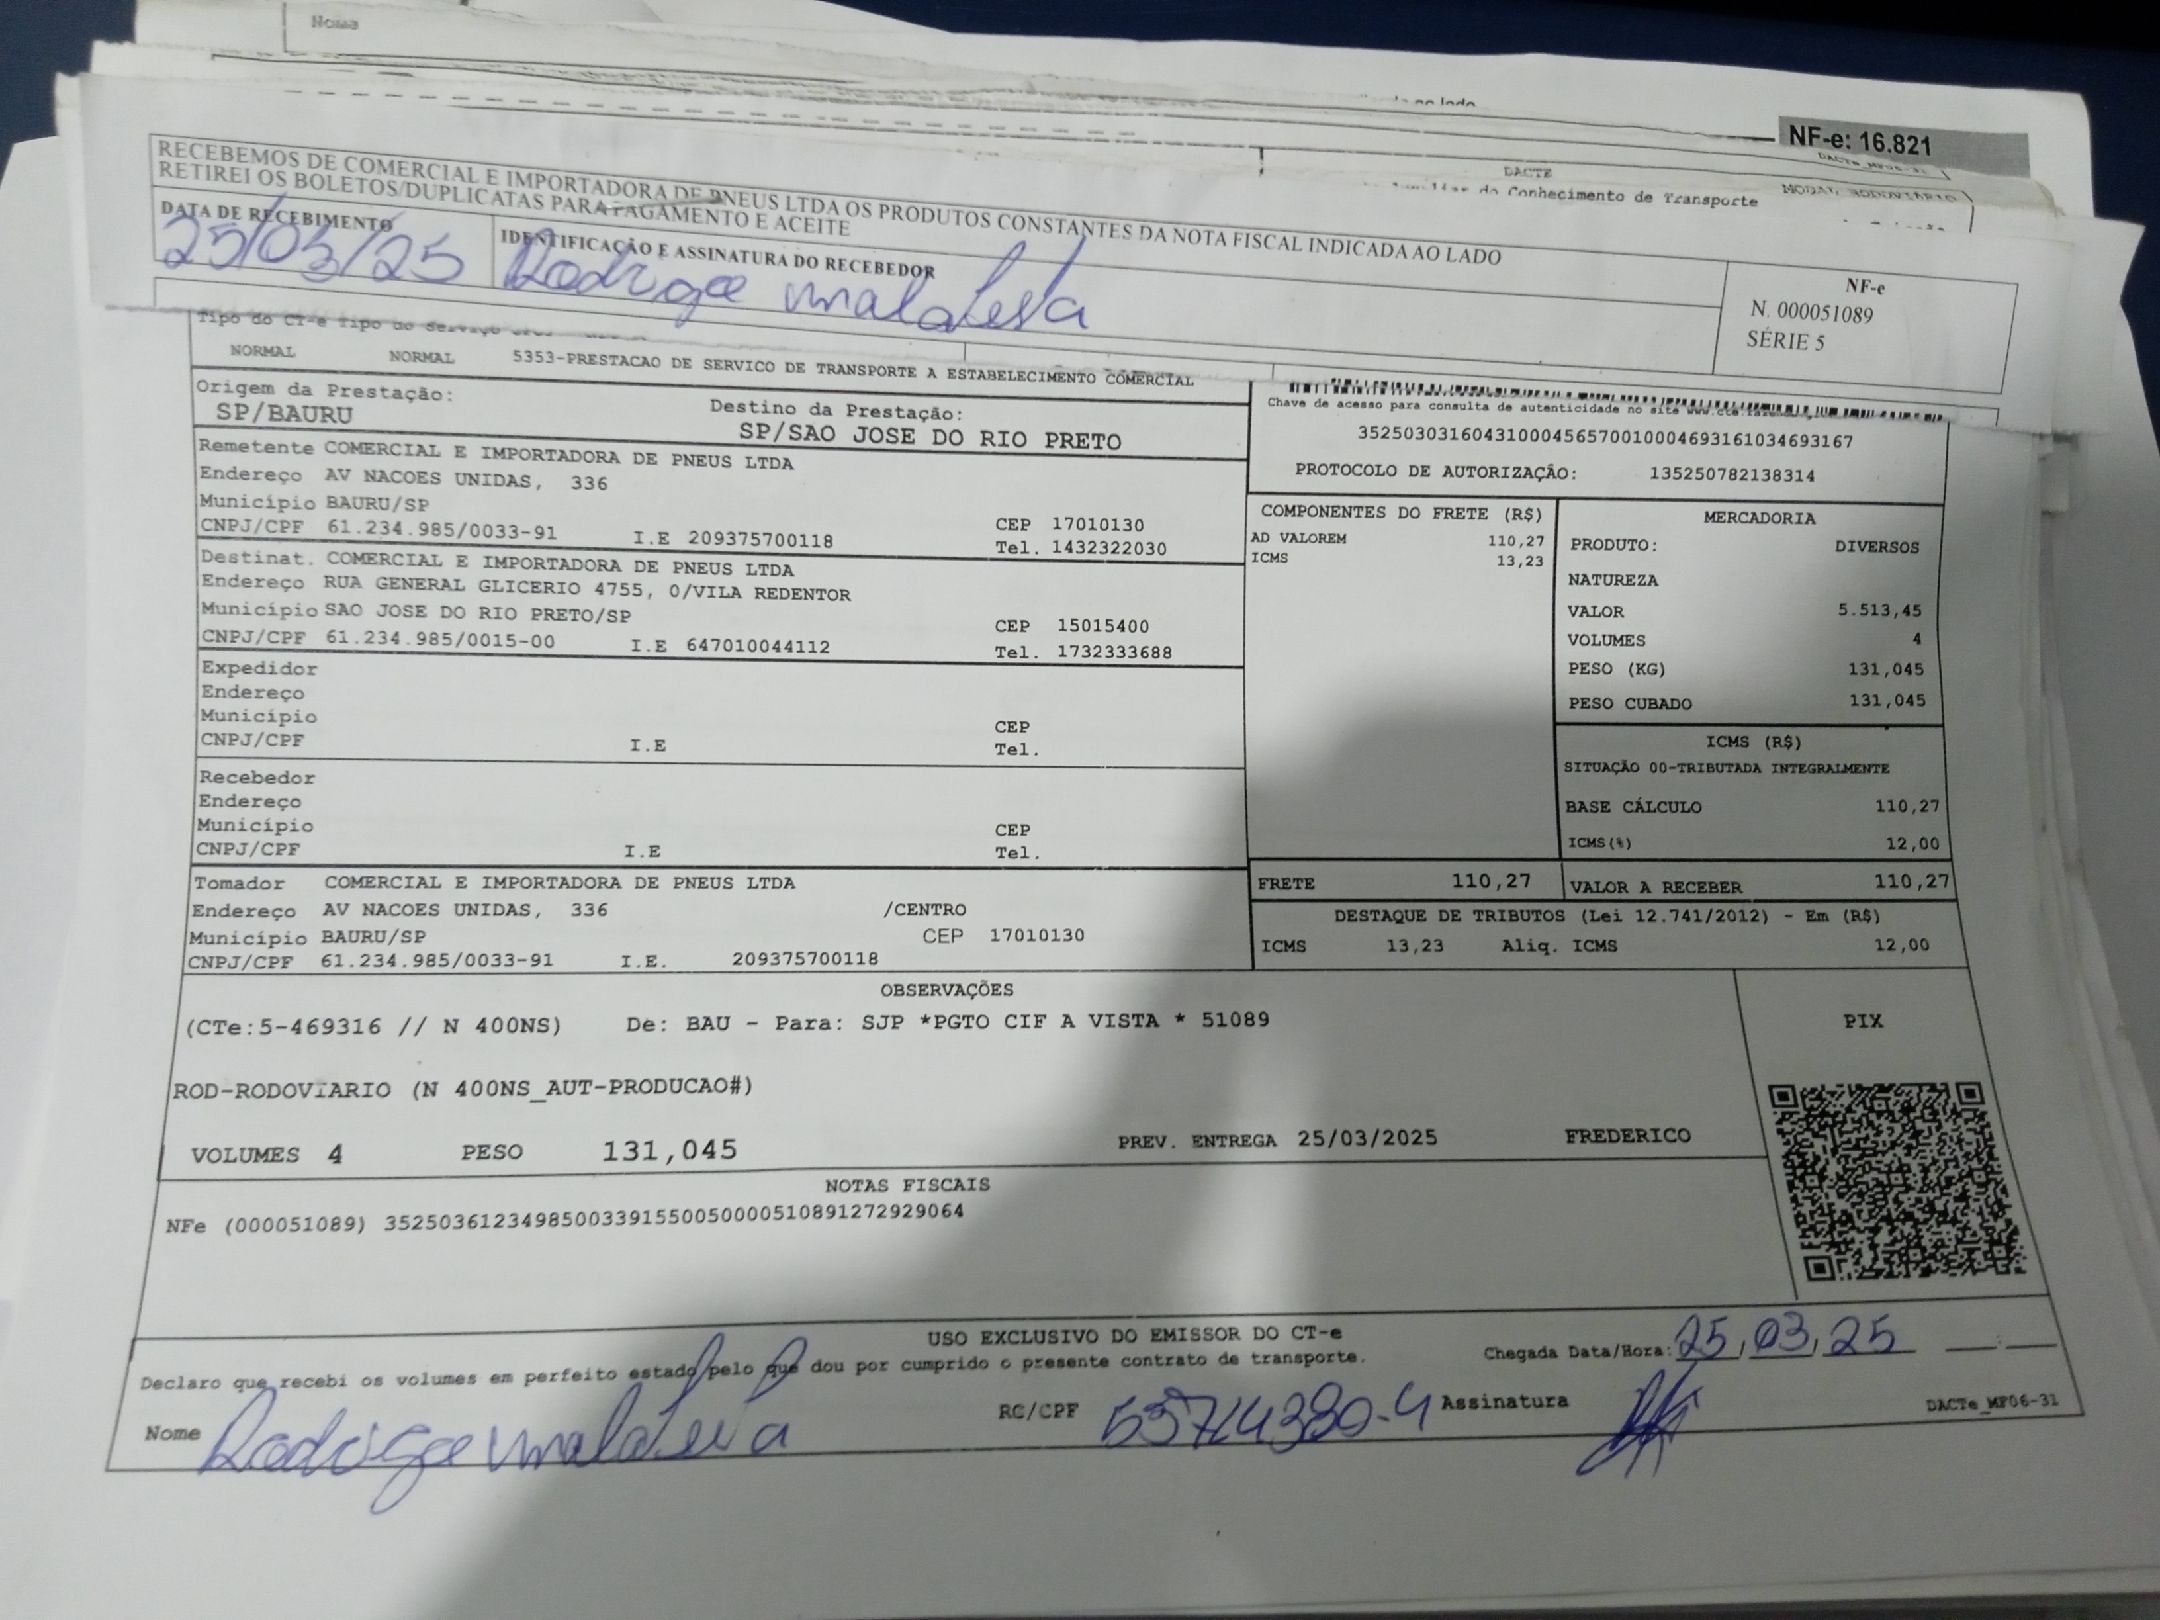 Nome
NF-e: 16.821
DACTE
do Conhecimento de Transporte
MODAL RODOVIÁRIO
RECEBEMOS DE COMERCIAL E IMPORTADORA DE PNEUS LTDA OS PRODUTOS CONSTANTES DA NOTA FISCAL INDICADA AO LADO
RETIREI OS BOLETOS/DUPLICATAS PARA PAGAMENTO E ACEITE
DATA DE RECEBIMENTO
25/03/25
IDENTIFICAÇÃO E ASSINATURA DO RECEBEDOR
NF-e
N. 000051089
SÉRIE 5
Tipo do CT-e Tipo do Serviço
NORMAL NORMAL 5353-PRESTACAO DE SERVICO DE TRANSPORTE A ESTABELECIMENTO COMERCIAL
Origem da Prestação:
SP/BAURU
Destino da Prestação:
SP/SAO JOSE DO RIO PRETO
Remetente COMERCIAL E IMPORTADORA DE PNEUS LTDA
Endereço AV NACOES UNIDAS, 336
Município BAURU/SP
CEP 17010130
CNPJ/CPF 61.234.985/0033-91 I.E 209375700118
Tel. 1432322030
Destinat. COMERCIAL E IMPORTADORA DE PNEUS LTDA
Endereço RUA GENERAL GLICERIO 4755, 0/VILA REDENTOR
Município SAO JOSE DO RIO PRETO/SP
CEP 15015400
CNPJ/CPF 61.234.985/0015-00 I.E 647010044112
Tel. 1732333688
Expedidor
Endereço
Município
CEP
CNPJ/CPF I.E Tel.
Recebedor
Endereço
Município
CEP
CNPJ/CPF I.E Tel.
Tomador COMERCIAL E IMPORTADORA DE PNEUS LTDA
Endereço AV NACOES UNIDAS, 336 /CENTRO
Município BAURU/SP CEP 17010130
CNPJ/CPF 61.234.985/0033-91 I.E. 209375700118
Chave de acesso para consulta de autenticidade no site
35250303160431000456570010004693161034693167
PROTOCOLO DE AUTORIZAÇÃO: 135250782138314
COMPONENTES DO FRETE (R$)
AD VALOREM 110,27
ICMS 13,23
MERCADORIA
PRODUTO: DIVERSOS
NATUREZA
VALOR 5.513,45
VOLUMES 4
PESO (KG) 131,045
PESO CUBADO 131,045
ICMS (R$)
SITUAÇÃO 00-TRIBUTADA INTEGRALMENTE
BASE CÁLCULO 110,27
ICMS(%) 12,00
FRETE 110,27 VALOR A RECEBER 110,27
DESTAQUE DE TRIBUTOS (Lei 12.741/2012) - Em (R$)
ICMS 13,23 Aliq. ICMS 12,00
OBSERVAÇÕES
(CTe:5-469316 // N 400NS) De: BAU - Para: SJP *PGTO CIF A VISTA * 51089
ROD-RODOVIARIO (N 400NS_AUT-PRODUCAO#)
VOLUMES 4 PESO 131,045 PREV. ENTREGA 25/03/2025 FREDERICO
PIX
NOTAS FISCAIS
NFe (000051089) 35250361234985003391550050000510891272929064
USO EXCLUSIVO DO EMISSOR DO CT-e
Declaro que recebi os volumes em perfeito estado pelo que dou por cumprido o presente contrato de transporte.
Chegada Data/Hora: 25,03,25
Nome
RG/CPF
Assinatura
DACTe_MF06-31